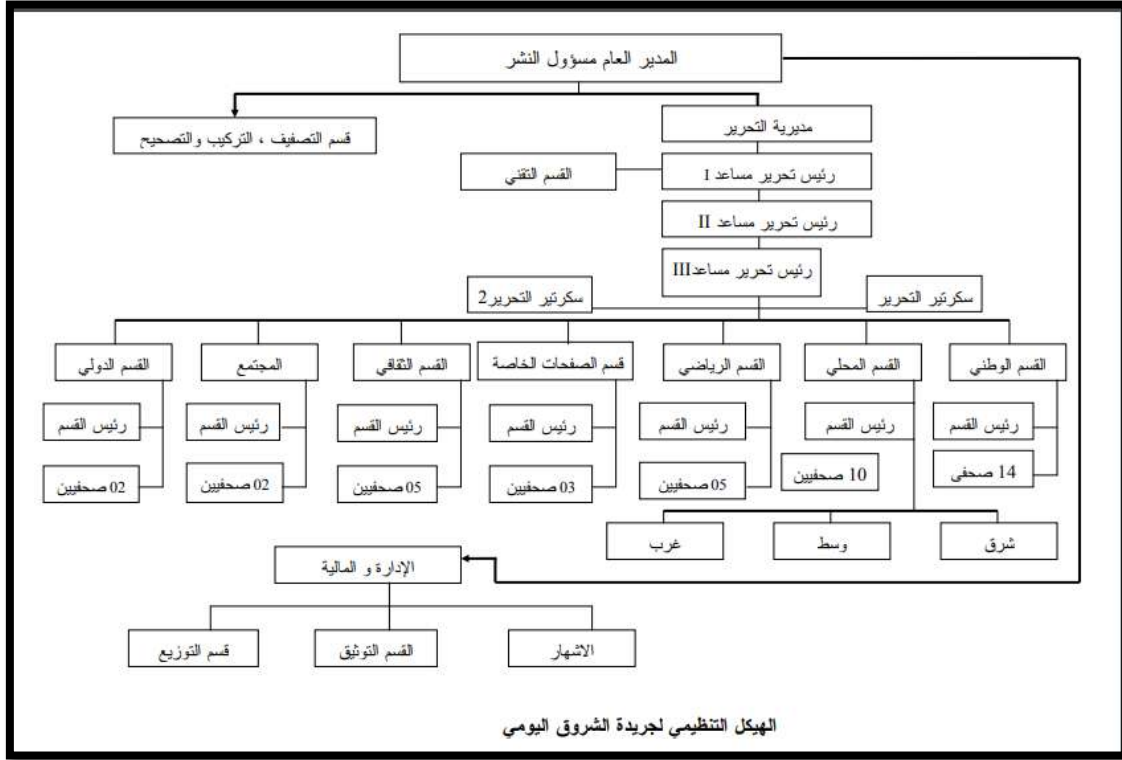 المدير العام مسؤول النشر
مديرية التحرير
قسم التصفيف ، التركيب والتصحيح
رئيس تحرير مساعد I
القسم التقني
رئيس تحرير مساعد II
رئيس تحرير مساعدIII
سكرتير التحرير
سكرتير التحرير2
القسم الوطني
القسم المحلي
القسم الرياضي
قسم الصفحات الخاصة
القسم الثقافي
المجتمع
القسم الدولي
رئيس القسم
رئيس القسم
رئيس القسم
رئيس القسم
رئيس القسم
رئيس القسم
رئيس القسم
14 صحفى
10 صحفيين
05 صحفيين
03 صحفيين
05 صحفيين
02 صحفيين
02 صحفيين
شرق
وسط
غرب
الإدارة و المالية
الاشهار
القسم التوثيق
قسم التوزيع
الهيكل التنظيمي لجريدة الشروق اليومي